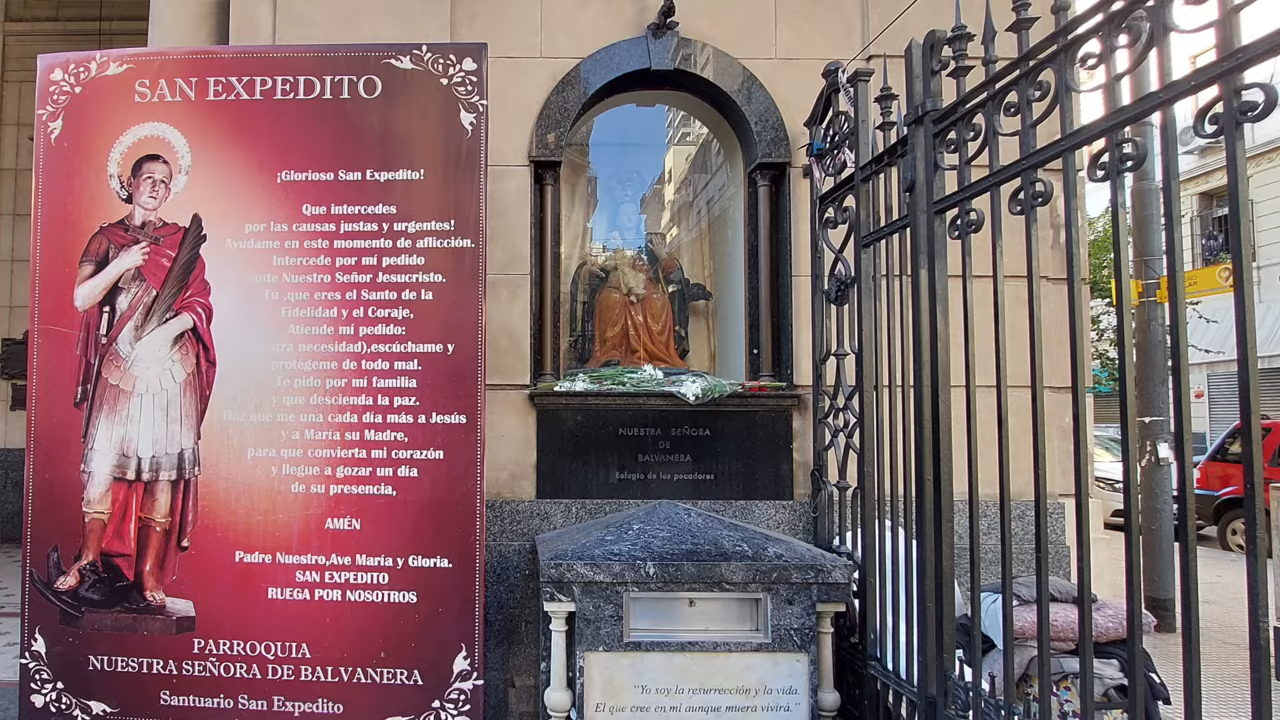 SAN EXPEDITO
¡Glorioso San Expedito!
Que intercedes
por las causas justas y urgentes!
Ayudame en este momento de aflicción.
Intercede por mí pedido
ante Nuestro Señor Jesucristo.
Tú ,que eres el Santo de la
Fidelidad y el Coraje,
Atiende mí pedido:
necesidad),escúchame y
protégeme de todo mal.
Te pido por mi familia
y que descienda la paz.
Haz que me una cada día más a Jesús
y a María su Madre,
para que convierta mi corazón
y llegue a gozar un día
de su presencia,
AMÉN
Padre Nuestro,Ave María y Gloria.
SAN EXPEDITO
RUEGA POR NOSOTROS
PARROQUIA
NUESTRA SEÑORA DE BALVANERA
Santuario San Expedito
NUESTRA SEÑORA
DE
BALVANERA
Refugio de los pecadores
"Yo soy la resurrección y la vida.
El que cree en mí aunque muera vivirá."